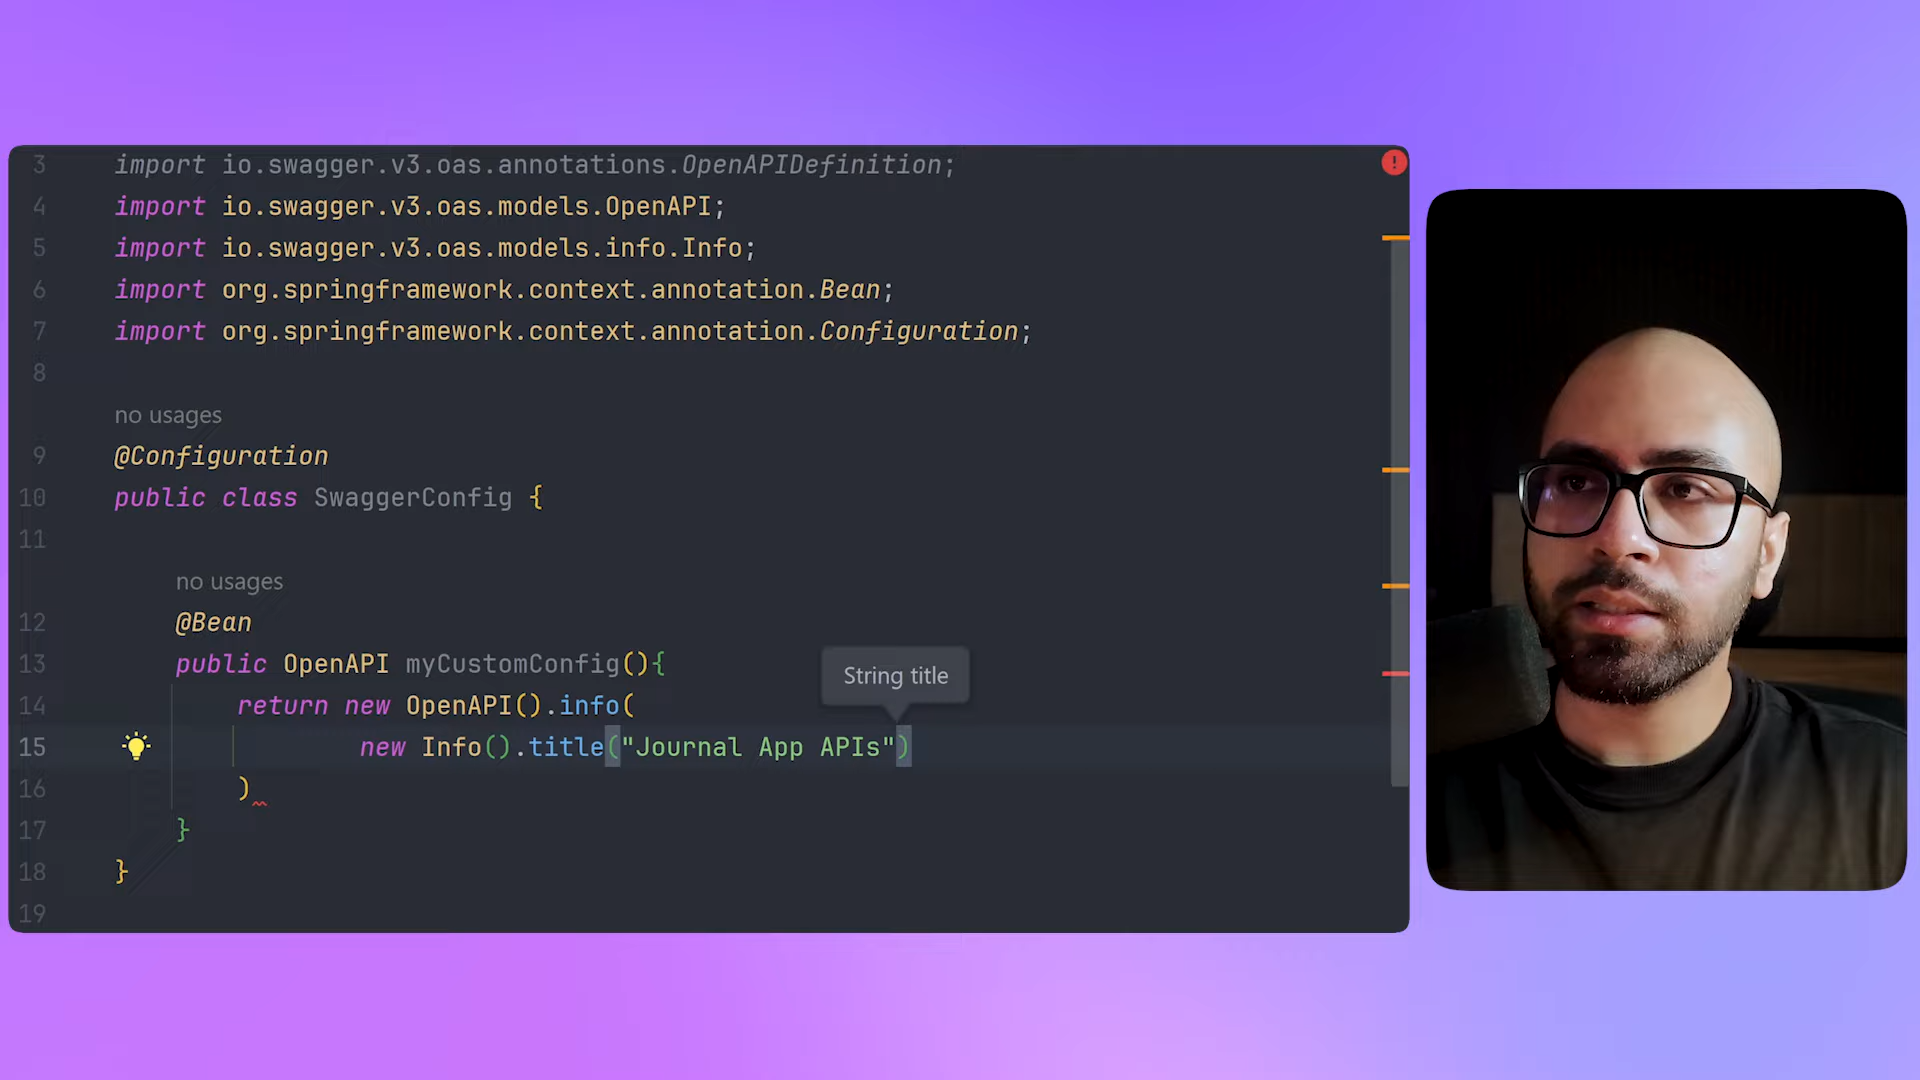 3 import io.swagger.v3.oas.annotations.OpenAPIDefinition;
4 import io.swagger.v3.oas.models.OpenAPI;
5 import io.swagger.v3.oas.models.info.Info;
6 import org.springframework.context.annotation.Bean;
7 import org.springframework.context.annotation.Configuration;
8
no usages
9 @Configuration
10 public class SwaggerConfig {
11
no usages
12 @Bean
13 public OpenAPI myCustomConfig(){
String title
14 return new OpenAPI().info(
15 new Info().title("Journal App APIs")
16 )
17 }
18 }
19